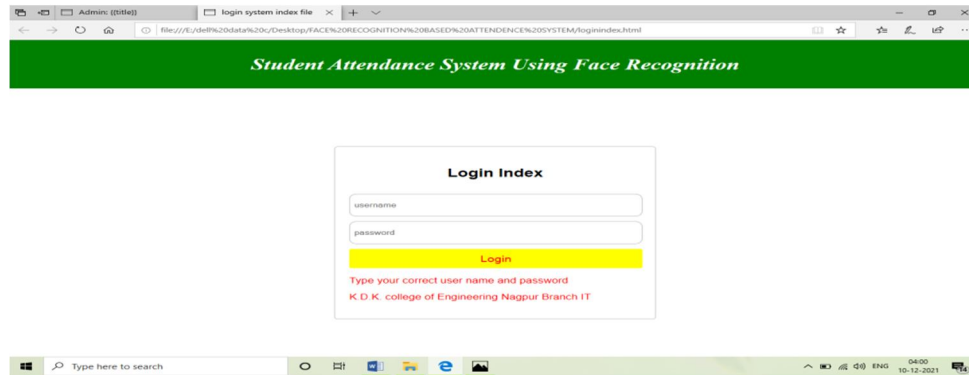 Admin: {{title}}
login system index file
file:///E:/dell%20data%20c/Desktop/FACE%20RECOGNITION%20BASED%20ATTENDENCE%20SYSTEM/loginindex.html
Student Attendance System Using Face Recognition
Login Index
username
password
Login
Type your correct user name and password
K.D.K. college of Engineering Nagpur Branch IT
Type here to search
ENG
04:00
10-12-2021